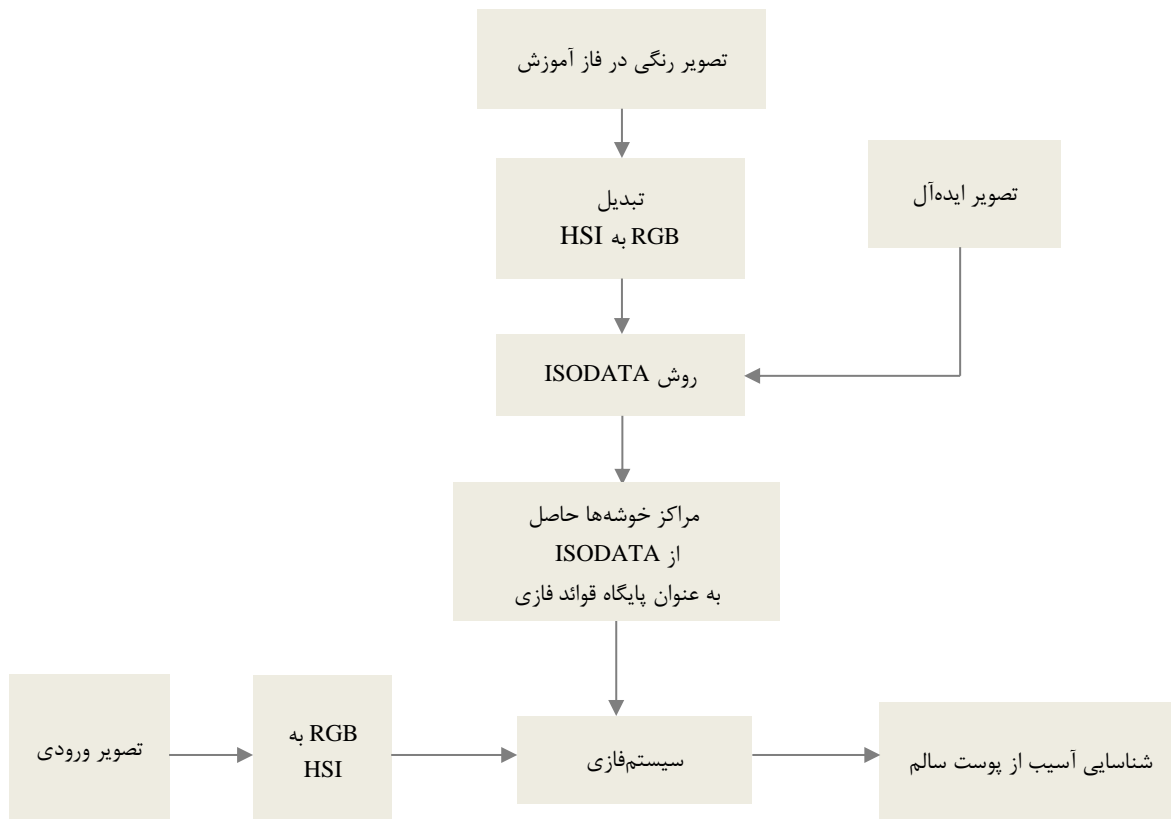 تصویر رنگی در فاز آموزش
تبدیل
RGB به HSI
تصویر ایده‌آل
روش ISODATA
مراکز خوشه‌ها حاصل
از ISODATA
به عنوان پایگاه قوائد فازی
تصویر ورودی
RGB به
HSI
سیستم‌فازی
شناسایی آسیب از پوست سالم